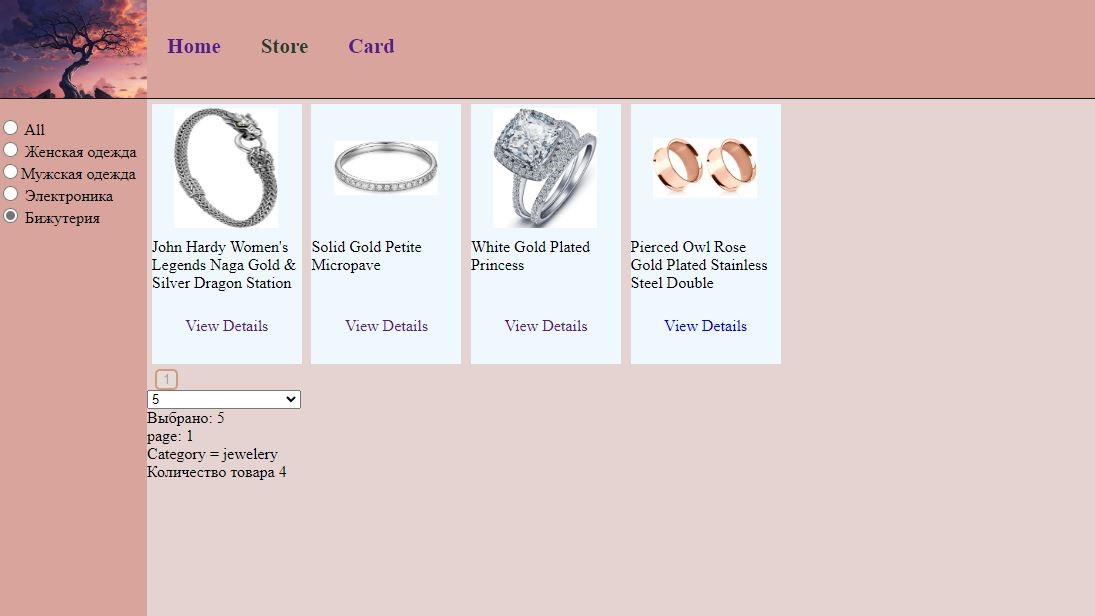 Home Store Card
All
Женская одежда
Мужская одежда
Электроника
Бижутерия
John Hardy Women's
Legends Naga Gold &
Silver Dragon Station
View Details
Solid Gold Petite
Micropave
View Details
White Gold Plated
Princess
View Details
Pierced Owl Rose
Gold Plated Stainless
Steel Double
View Details
1
5
Выбрано: 5
page: 1
Category = jewelery
Количество товара 4